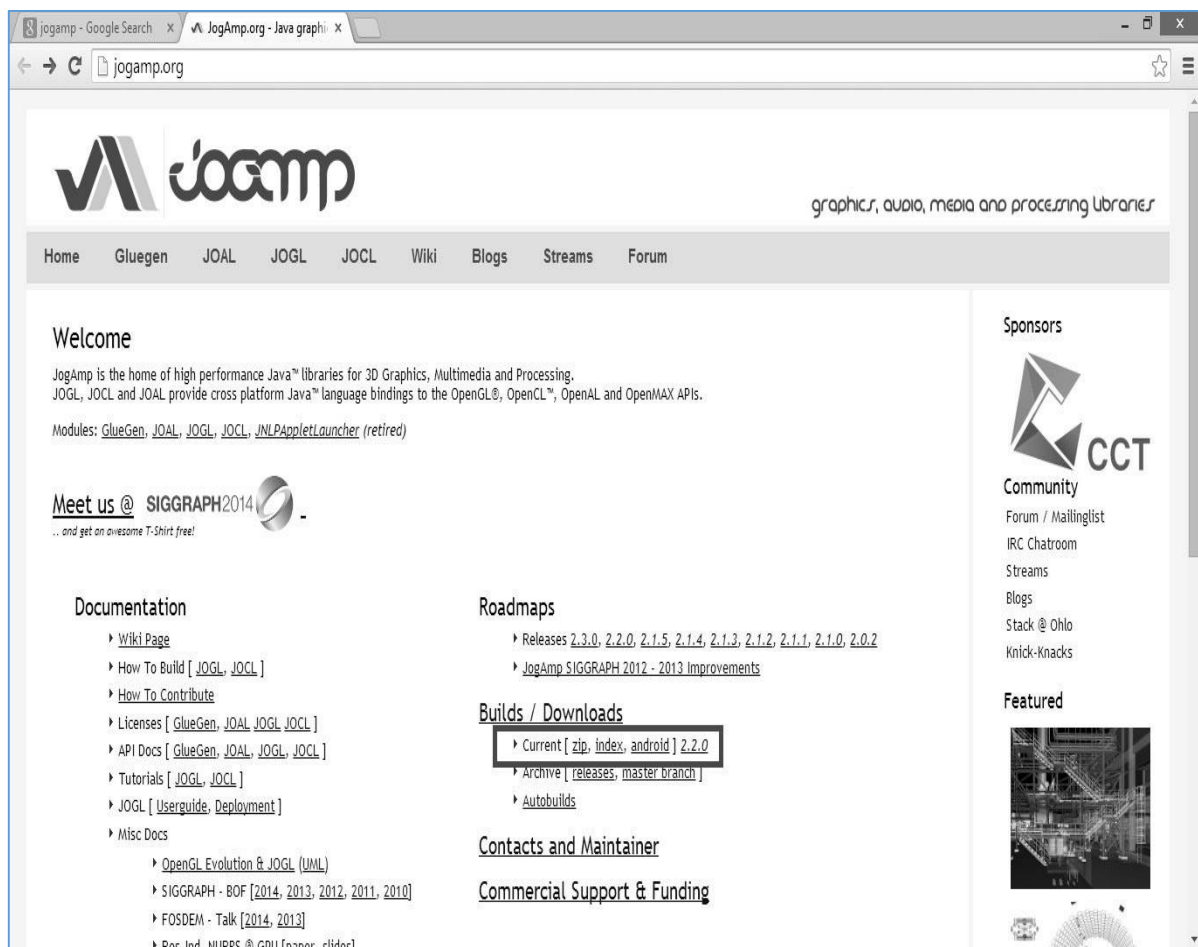 jogamp - Google Search x
JogAmp.org - Java graphi x
jogamp.org
JogAmp
graphics, audio, media and processing libraries
Home Gluegen JOAL JOGL JOCL Wiki Blogs Streams Forum
Welcome
JogAmp is the home of high performance Java™ libraries for 3D Graphics, Multimedia and Processing.
JOGL, JOCL and JOAL provide cross platform Java™ language bindings to the OpenGL®, OpenCL™, OpenAL and OpenMAX APIs.
Modules: GlueGen, JOAL, JOGL, JOCL, JNLPAppletLauncher (retired)
Meet us @ SIGGRAPH2014
.. and get an awesome T-Shirt free!
Documentation
Wiki Page
How To Build [ JOGL, JOCL ]
How To Contribute
Licenses [ GlueGen, JOAL JOGL JOCL ]
API Docs [ GlueGen, JOAL, JOGL, JOCL ]
Tutorials [ JOGL, JOCL ]
JOGL [ Userguide, Deployment ]
Misc Docs
OpenGL Evolution & JOGL (UML)
SIGGRAPH - BOF [2014, 2013, 2012, 2011, 2010]
FOSDEM - Talk [2014, 2013]
Roadmaps
Releases 2.3.0, 2.2.0, 2.1.5, 2.1.4, 2.1.3, 2.1.2, 2.1.1, 2.1.0, 2.0.2
JogAmp SIGGRAPH 2012 - 2013 Improvements
Builds / Downloads
Current [ zip, index, android ] 2.2.0
Archive [ releases, master branch ]
Autobuilds
Contacts and Maintainer
Commercial Support & Funding
Sponsors
CCT
Community
Forum / Mailinglist
IRC Chatroom
Streams
Blogs
Stack @ Ohlo
Knick-Knacks
Featured